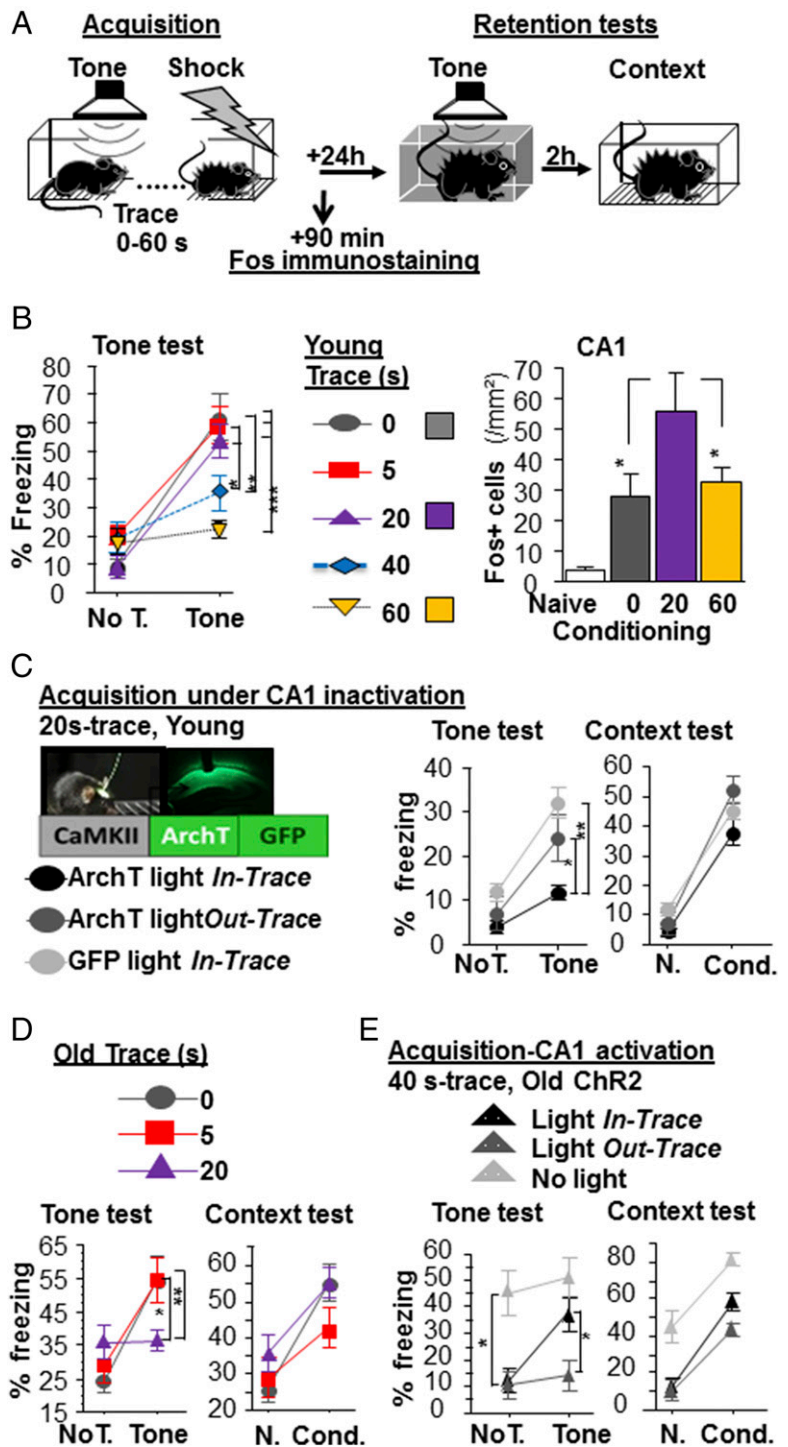 A
Acquisition
Retention tests
Tone
Shock
Tone
Context
+24h
2h
Trace
0-60 s
+90 min
Fos immunostaining
B
Tone test
Young
Trace (s)
CA1
% Freezing
80
70
60
50
40
30
20
10
0
*
**
***
No T.
Tone
0
5
20
40
60
Fos+ cells (/mm²)
70
60
50
40
30
20
10
0
*
*
Naive 0 20 60
Conditioning
C
Acquisition under CA1 inactivation
20s-trace, Young
CaMKII ArchT GFP
ArchT light In-Trace
ArchT lightOut-Trace
GFP light In-Trace
Tone test
% freezing
40
30
20
10
0
*
**
NoT. Tone
Context test
60
50
40
30
20
10
0
N. Cond.
D
Old Trace (s)
0
5
20
Tone test
% freezing
65
55
45
35
25
15
*
**
NoT. Tone
Context test
60
50
40
30
20
N. Cond.
E
Acquisition-CA1 activation
40 s-trace, Old ChR2
Light In-Trace
Light Out-Trace
No light
Tone test
% freezing
60
50
40
30
20
10
0
*
*
NoT. Tone
Context test
80
60
40
20
0
N. Cond.